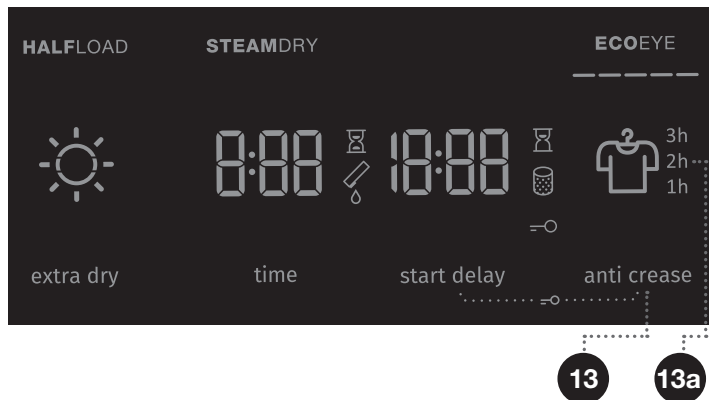 HALFLOAD STEAMDRY ECOEYE
8:88 18:88
3h
2h
1h
extra dry time start delay anti crease
13 13a